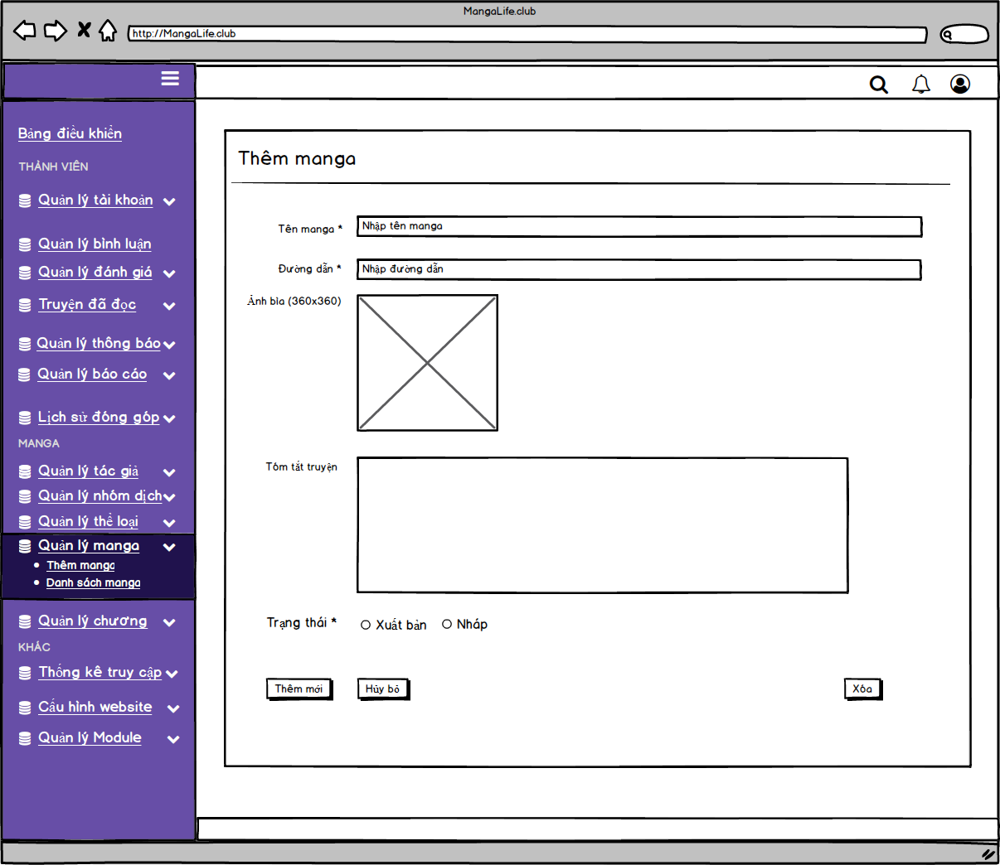 MangaLife.club
http://MangaLife.club
Bảng điều khiển
THÀNH VIÊN
Quản lý tài khoản
Quản lý bình luận
Quản lý đánh giá
Truyện đã đọc
Quản lý thông báo
Quản lý báo cáo
Lịch sử đóng góp
MANGA
Quản lý tác giả
Quản lý nhóm dịch
Quản lý thể loại
Quản lý manga
Thêm manga
Danh sách manga
Quản lý chương
KHÁC
Thống kê truy cập
Cấu hình website
Quản lý Module
Thêm manga
Tên manga * Nhập tên manga
Đường dẫn * Nhập đường dẫn
Ảnh bìa (360x360)
Tóm tắt truyện
Trạng thái * Xuất bản Nháp
Thêm mới Hủy bỏ Xóa